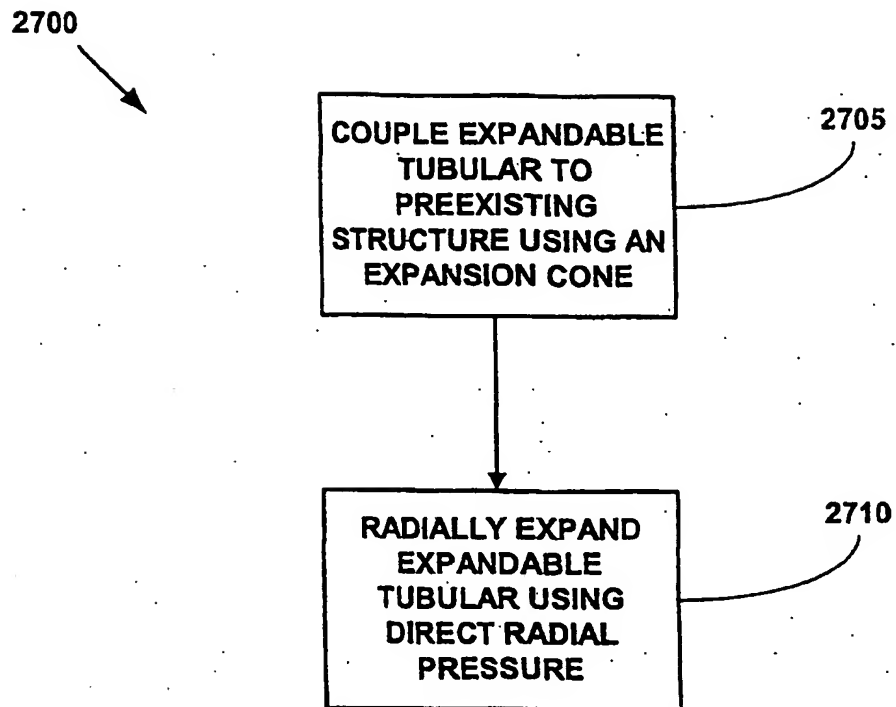 2700
COUPLE EXPANDABLE
TUBULAR TO
PREEXISTING
STRUCTURE USING AN
EXPANSION CONE
2705
RADIALLY EXPAND
EXPANDABLE
TUBULAR USING
DIRECT RADIAL
PRESSURE
2710